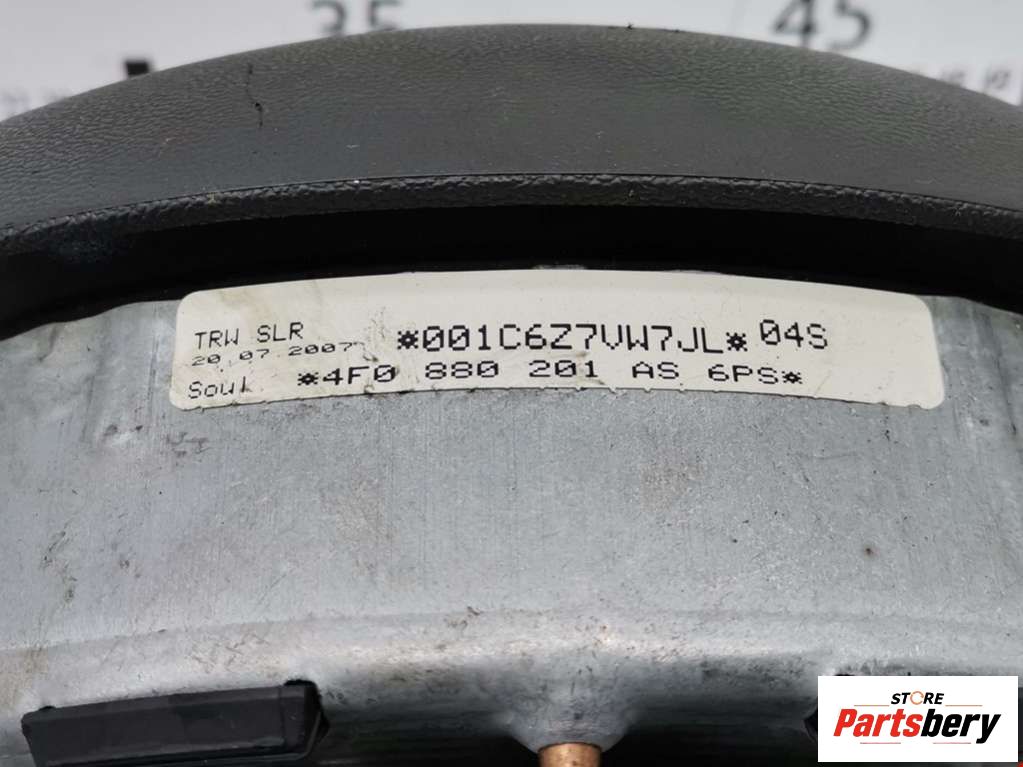 35
45
TRW SLR
20.07.2007
*001C6Z7VW7JL* 04S
Soul *4F0 880 201 AS 6PS*
STORE
Partsbery